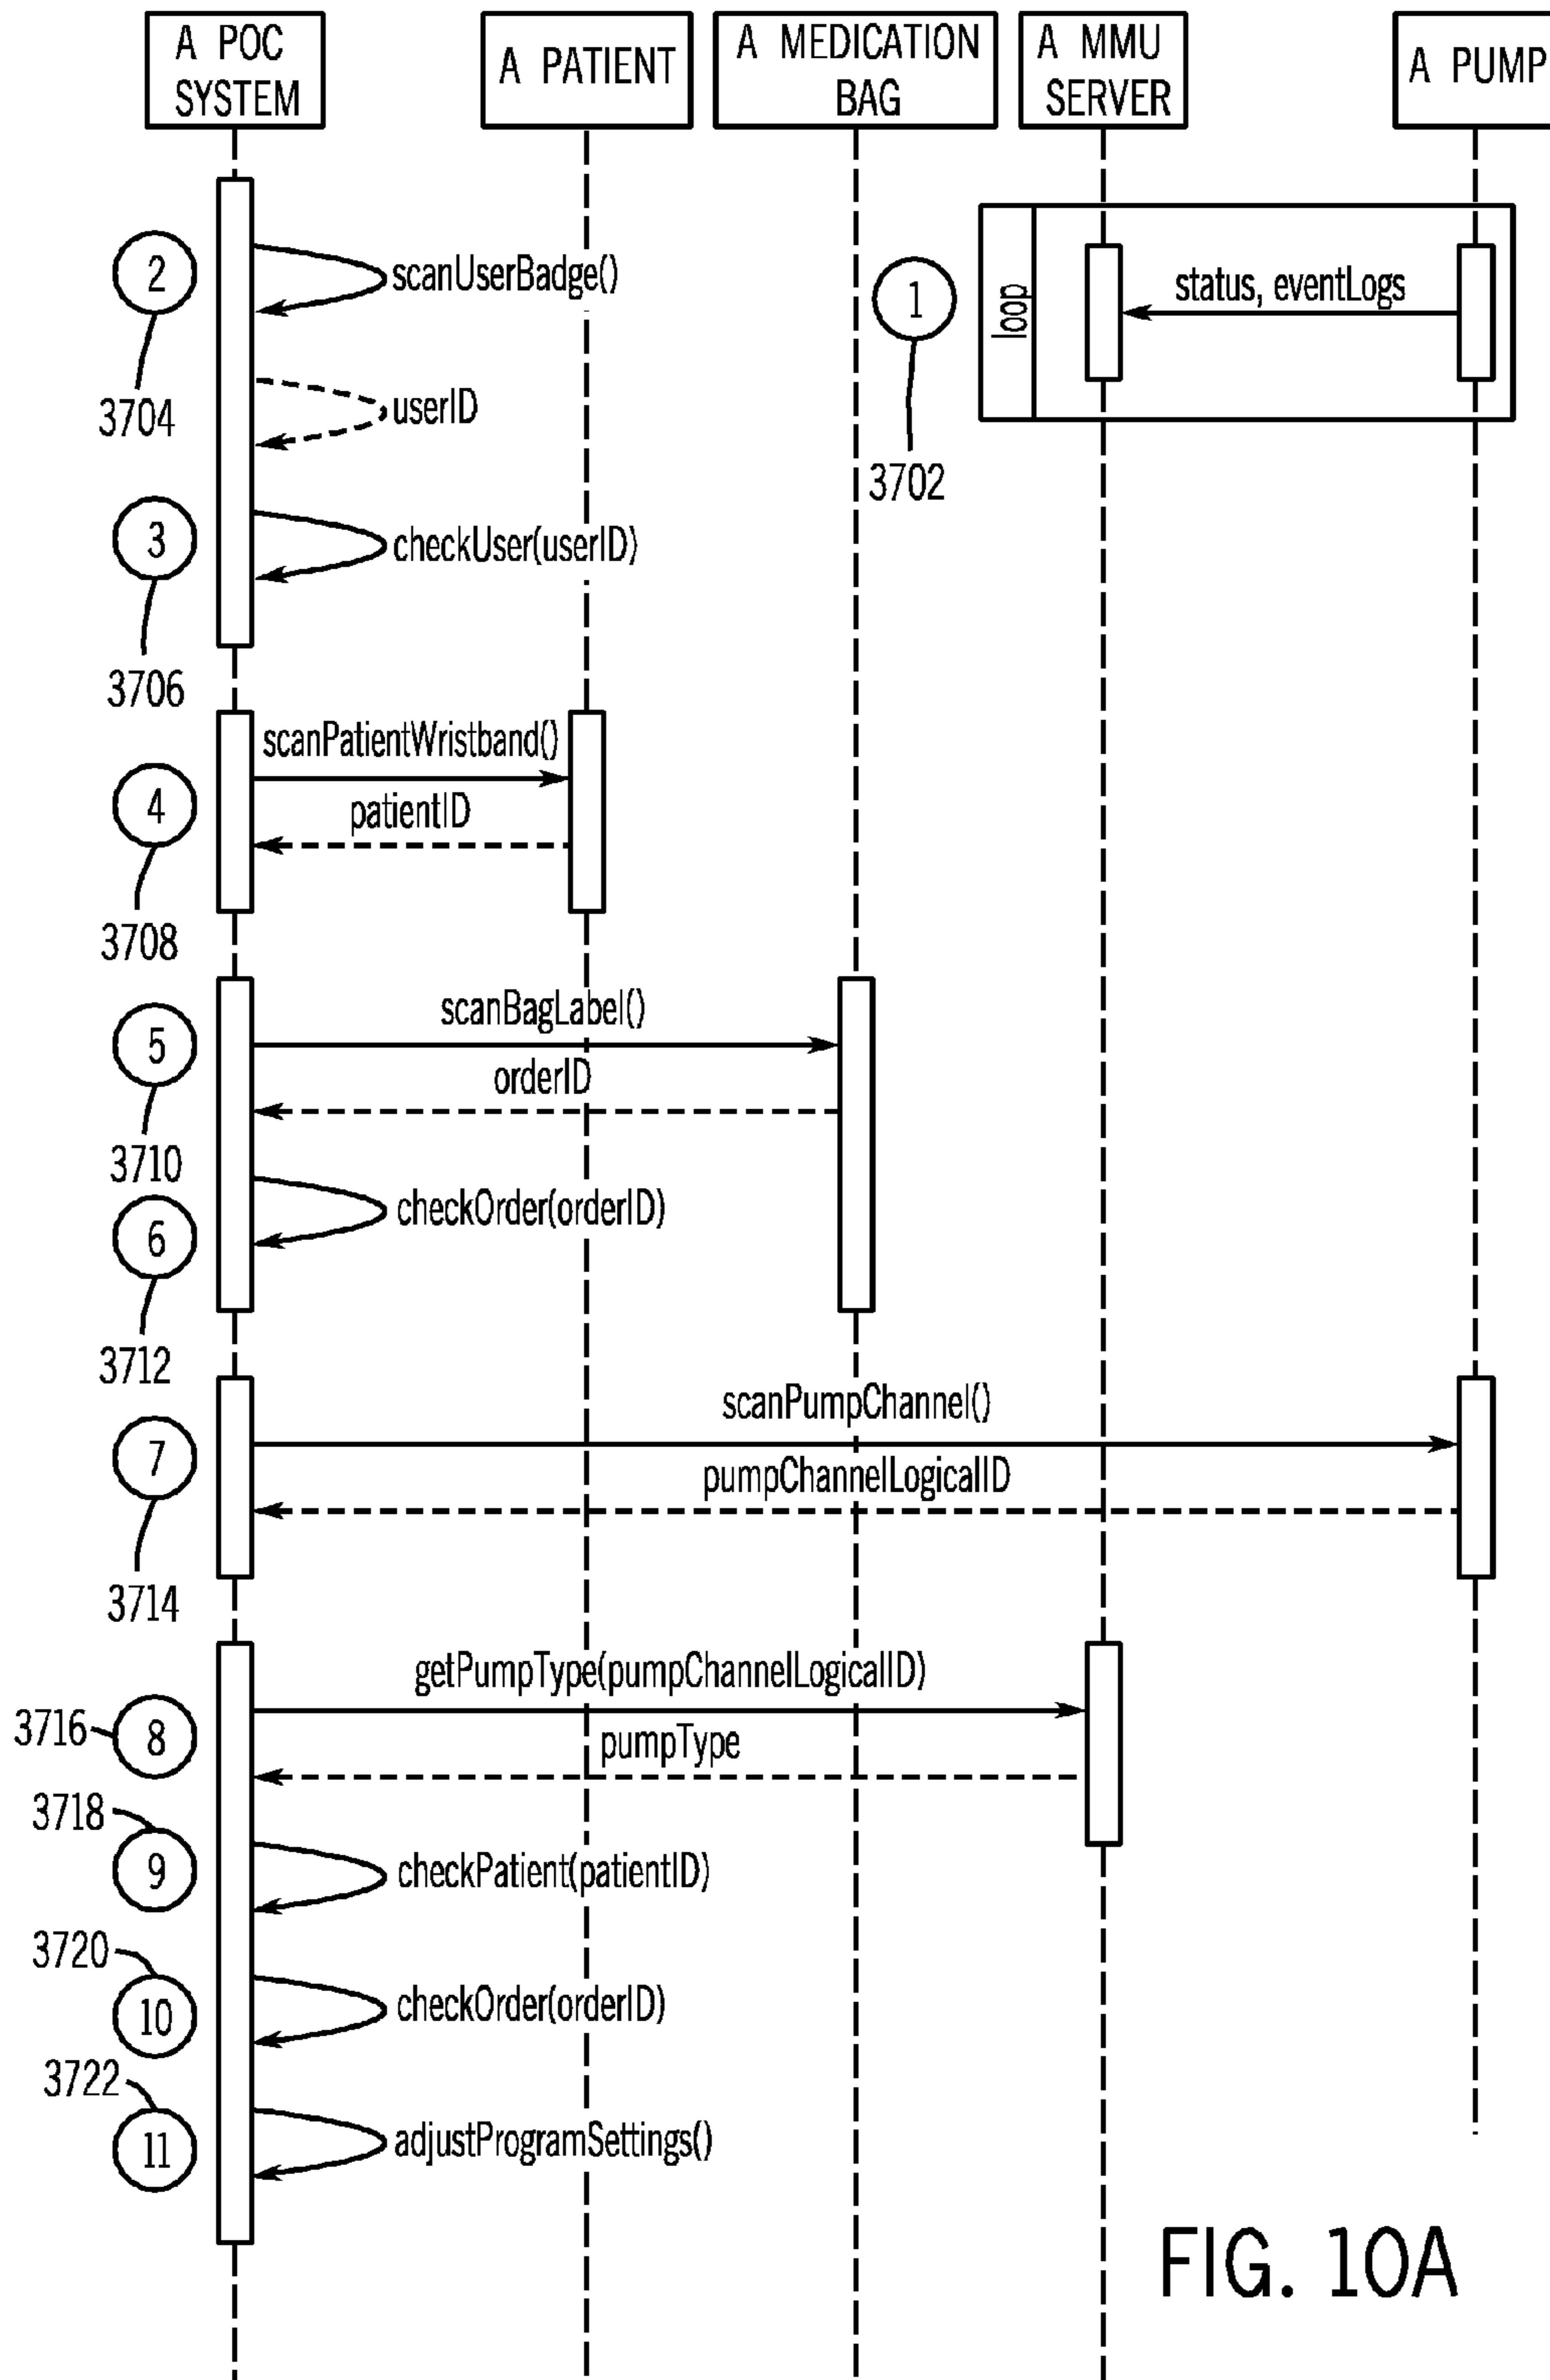 A POC
SYSTEM
A PATIENT
A MEDICATION
BAG
A MMU
SERVER
A PUMP
2
scanUserBadge()
1
loop
status, eventLogs
3704
userID
3702
3
checkUser(userID)
3706
scanPatientWristband()
4
patientID
3708
5
scanBagLabel()
orderID
3710
6
checkOrder(orderID)
3712
scanPumpChannel()
7
pumpChannelLogicalID
3714
getPumpType(pumpChannelLogicalID)
3716
8
pumpType
3718
9
checkPatient(patientID)
3720
10
checkOrder(orderID)
3722
11
adjustProgramSettings()
FIG. 10A